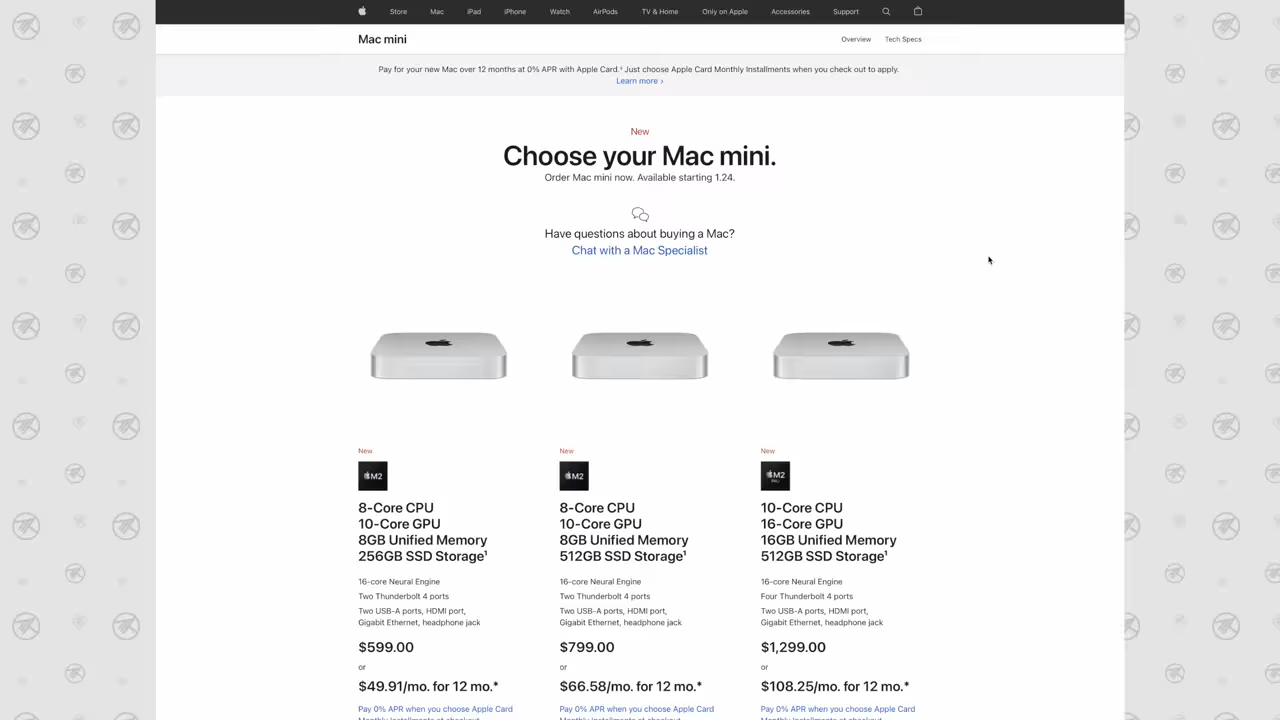 Store Mac iPad iPhone Watch AirPods TV & Home Only on Apple Accessories Support
Mac mini
Overview Tech Specs
Pay for your new Mac over 12 months at 0% APR with Apple Card.◊ Just choose Apple Card Monthly Installments when you check out to apply.
Learn more ›
New
Choose your Mac mini.
Order Mac mini now. Available starting 1.24.
Have questions about buying a Mac?
Chat with a Mac Specialist
New
M2
8-Core CPU
10-Core GPU
8GB Unified Memory
256GB SSD Storage¹
16-core Neural Engine
Two Thunderbolt 4 ports
Two USB-A ports, HDMI port,
Gigabit Ethernet, headphone jack
$599.00
or
$49.91/mo. for 12 mo.*
Pay 0% APR when you choose Apple Card
Monthly Installments at checkout
New
M2
8-Core CPU
10-Core GPU
8GB Unified Memory
512GB SSD Storage¹
16-core Neural Engine
Two Thunderbolt 4 ports
Two USB-A ports, HDMI port,
Gigabit Ethernet, headphone jack
$799.00
or
$66.58/mo. for 12 mo.*
Pay 0% APR when you choose Apple Card
Monthly Installments at checkout
New
M2
PRO
10-Core CPU
16-Core GPU
16GB Unified Memory
512GB SSD Storage¹
16-core Neural Engine
Four Thunderbolt 4 ports
Two USB-A ports, HDMI port,
Gigabit Ethernet, headphone jack
$1,299.00
or
$108.25/mo. for 12 mo.*
Pay 0% APR when you choose Apple Card
Monthly Installments at checkout